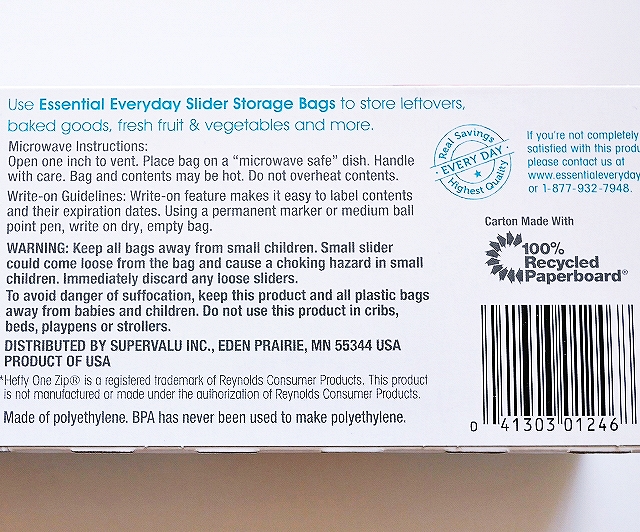 Use Essential Everyday Slider Storage Bags to store leftovers,
baked goods, fresh fruit & vegetables and more.
Microwave Instructions:
Open one inch to vent. Place bag on a “microwave safe” dish. Handle
with care. Bag and contents may be hot. Do not overheat contents.
Write-on Guidelines: Write-on feature makes it easy to label contents
and their expiration dates. Using a permanent marker or medium ball
point pen, write on dry, empty bag.
WARNING: Keep all bags away from small children. Small slider
could come loose from the bag and cause a choking hazard in small
children. Immediately discard any loose sliders.
To avoid danger of suffocation, keep this product and all plastic bags
away from babies and children. Do not use this product in cribs,
beds, playpens or strollers.
DISTRIBUTED BY SUPERVALU INC., EDEN PRAIRIE, MN 55344 USA
PRODUCT OF USA
*Hefty One Zip® is a registered trademark of Reynolds Consumer Products. This product
is not manufactured or made under the authorization of Reynolds Consumer Products.
Made of polyethylene. BPA has never been used to make polyethylene.
Real Savings
· EVERY DAY ·
Highest Quality
If you're not completely
satisfied with this produ
please contact us at
www.essentialeveryday
or 1-877-932-7948.
Carton Made With
100%
Recycled
Paperboard®
0 41303 01246